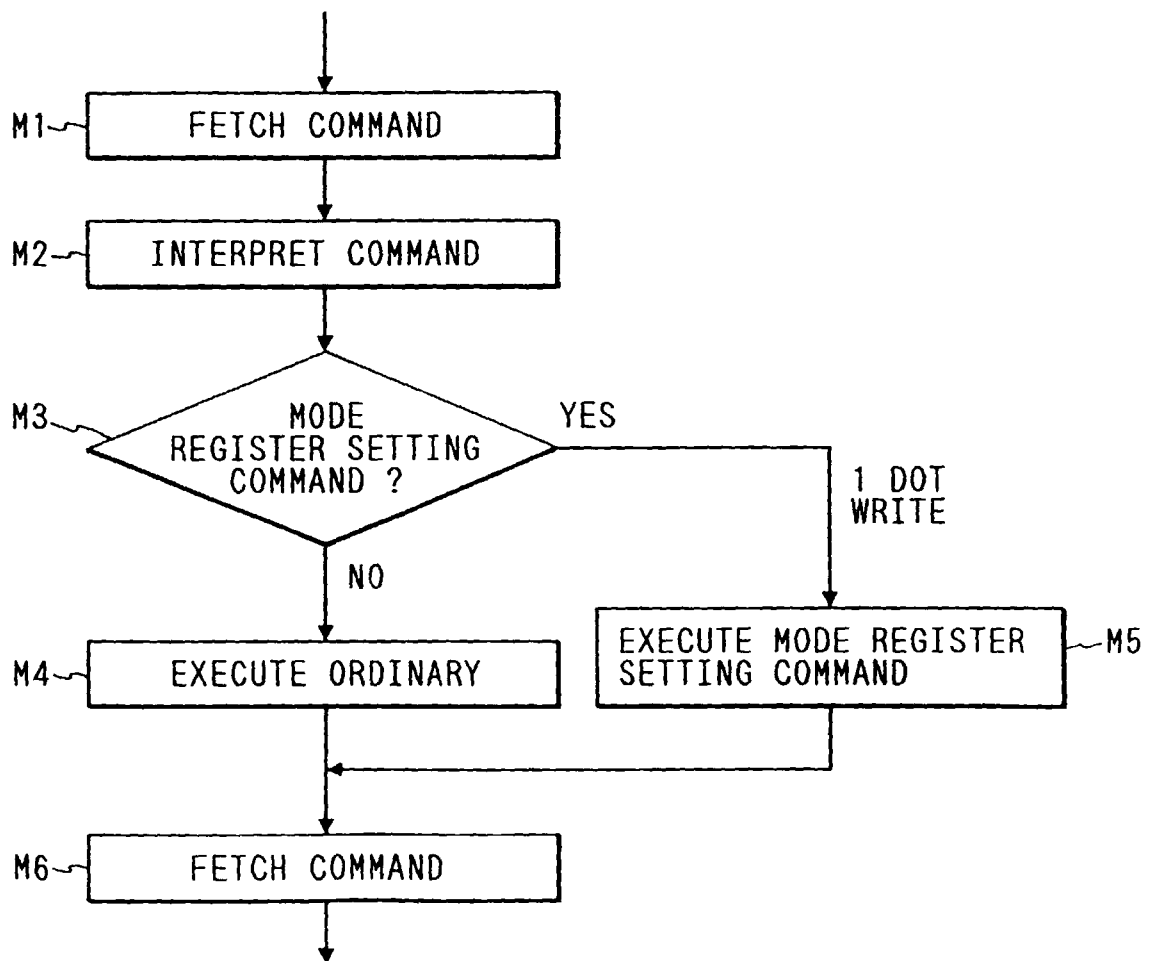 M1
FETCH COMMAND
M2
INTERPRET COMMAND
M3
MODE
REGISTER SETTING
COMMAND ?
YES
1 DOT
WRITE
NO
M4
EXECUTE ORDINARY
EXECUTE MODE REGISTER
SETTING COMMAND
M5
M6
FETCH COMMAND